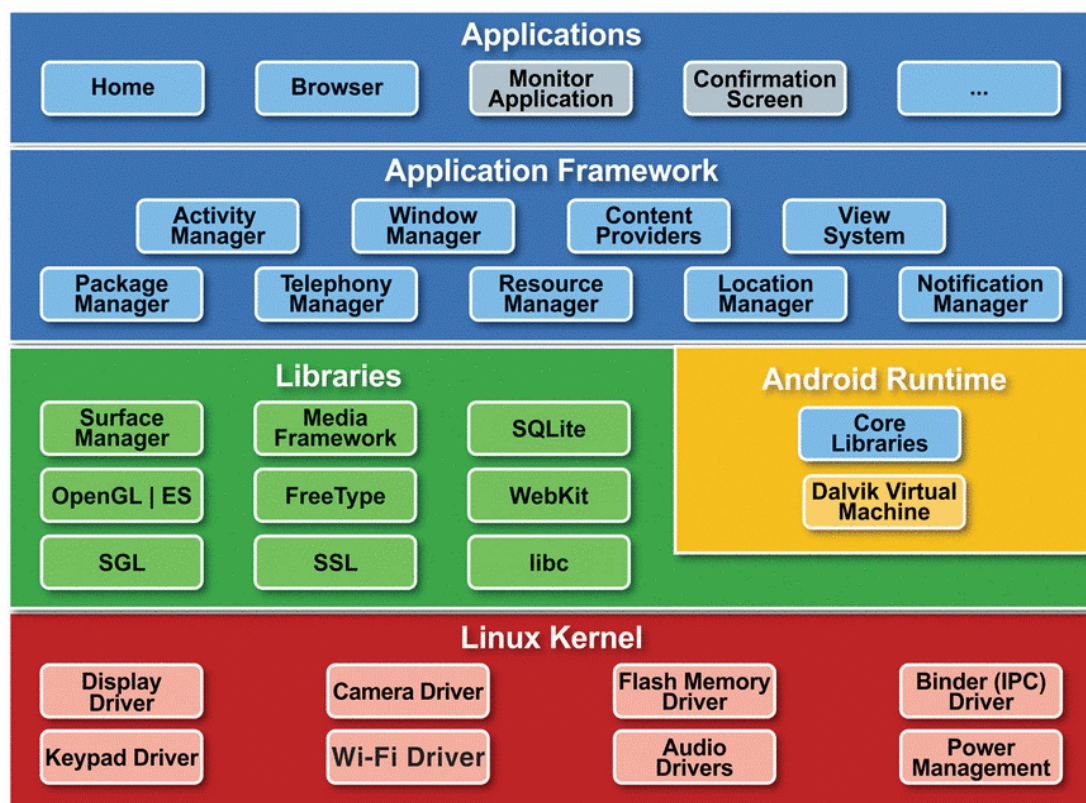 Applications
Home
Browser
Monitor
Application
Confirmation
Screen
...
Application Framework
Activity
Manager
Window
Manager
Content
Providers
View
System
Package
Manager
Telephony
Manager
Resource
Manager
Location
Manager
Notification
Manager
Libraries
Surface
Manager
Media
Framework
SQLite
OpenGL | ES
FreeType
WebKit
SGL
SSL
libc
Android Runtime
Core
Libraries
Dalvik Virtual
Machine
Linux Kernel
Display
Driver
Camera Driver
Flash Memory
Driver
Binder (IPC)
Driver
Keypad Driver
Wi-Fi Driver
Audio
Drivers
Power
Management